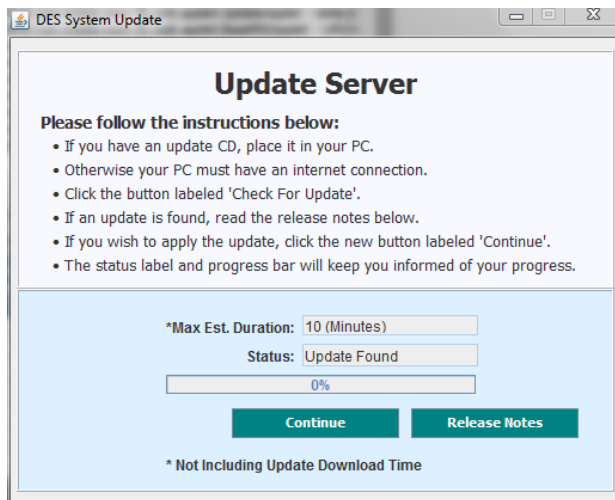 DES System Update
Update Server
Please follow the instructions below:
• If you have an update CD, place it in your PC.
• Otherwise your PC must have an internet connection.
• Click the button labeled 'Check For Update'.
• If an update is found, read the release notes below.
• If you wish to apply the update, click the new button labeled 'Continue'.
• The status label and progress bar will keep you informed of your progress.
*Max Est. Duration: 10 (Minutes)
Status: Update Found
0%
Continue Release Notes
* Not Including Update Download Time